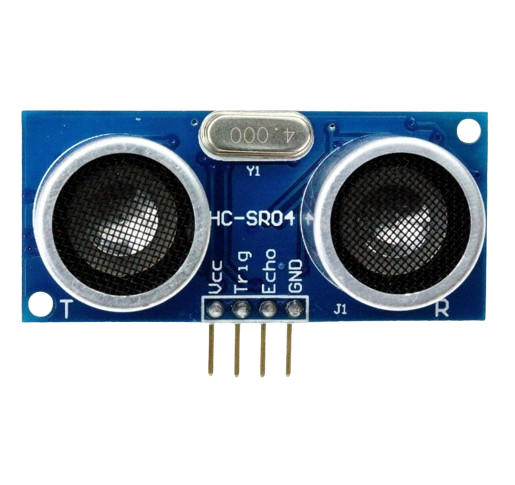 4.000
Y1
HC-SR04
Vcc
Trig
Echo
GND
T
J1
R